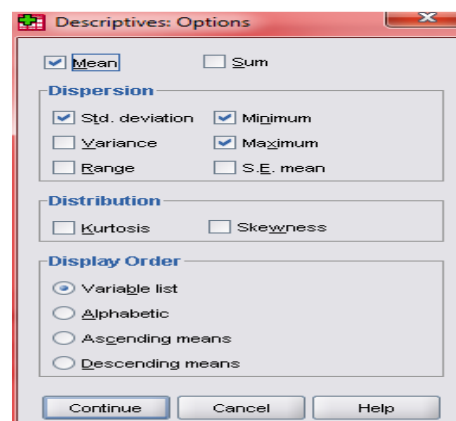 Descriptives: Options
Mean Sum
Dispersion
Std. deviation Minimum
Variance Maximum
Range S.E. mean
Distribution
Kurtosis Skewness
Display Order
Variable list
Alphabetic
Ascending means
Descending means
Continue Cancel Help